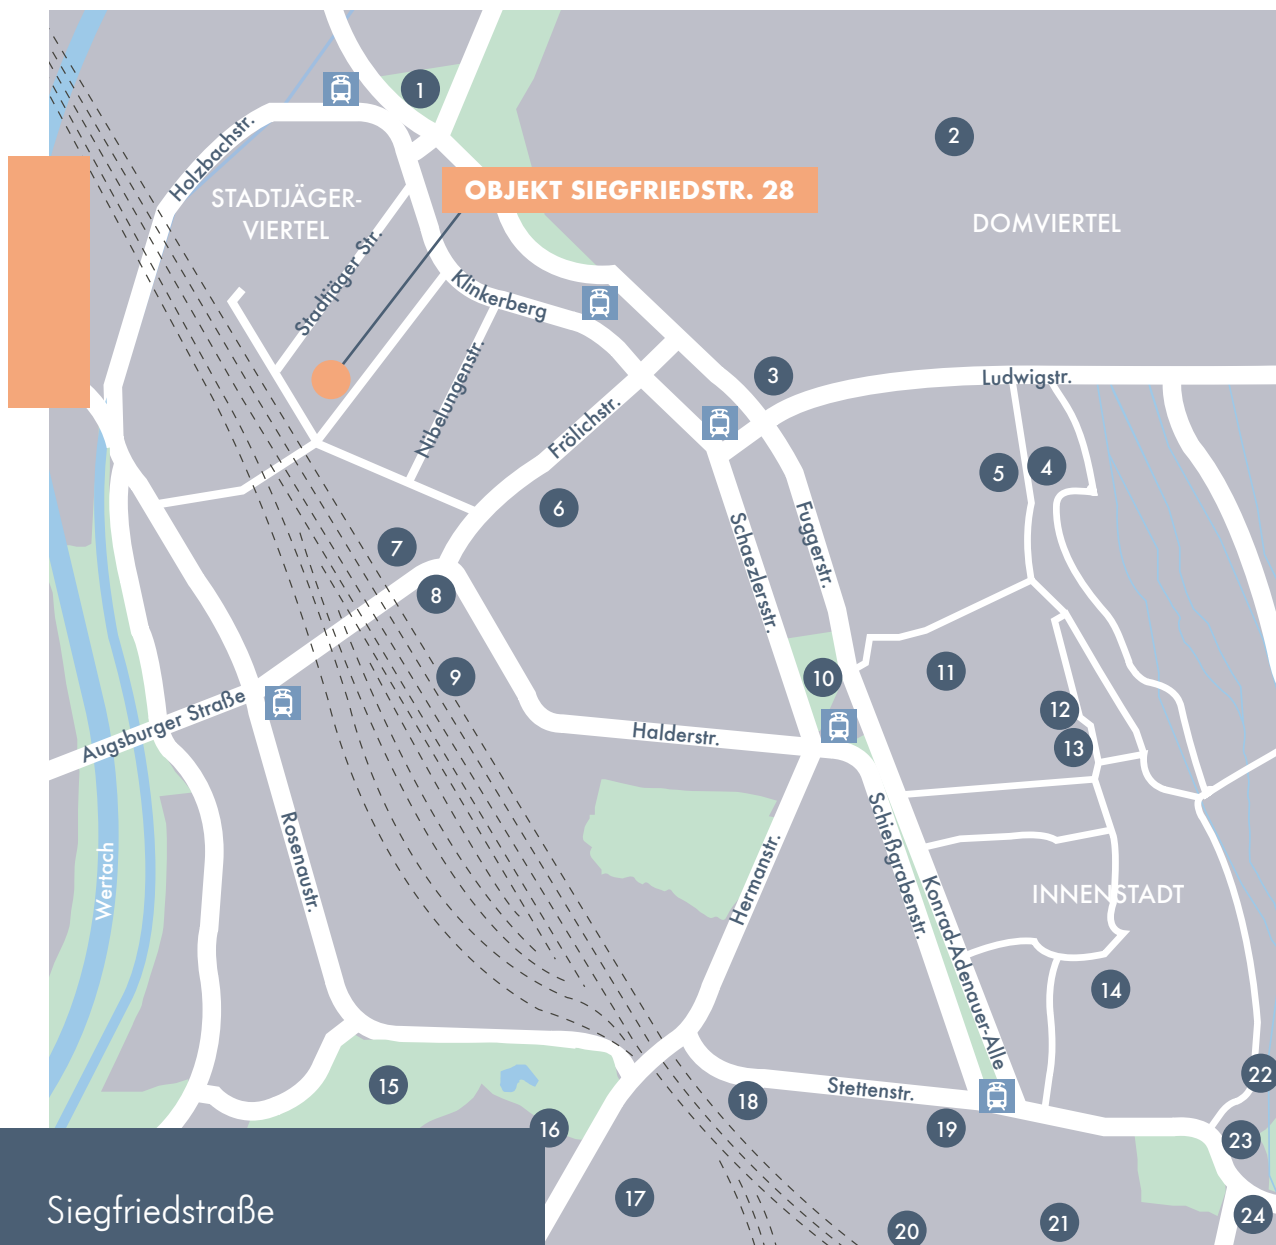 1
2
Holzbachstr.
STADTJÄGER-
VIERTEL
OBJEKT SIEGFRIEDSTR. 28
DOMVIERTEL
Stadtjäger Str.
Klinkerberg
Nibelungenstr.
3
Ludwigstr.
Frölichstr.
5
4
6
7
8
Schaezlersstr.
Fuggerstr.
9
10
11
12
13
Augsburger Straße
Halderstr.
Wertach
Rosenaustr.
Hermanstr.
Schießgrabenstr.
Konrad-Adenauer-Alle
INNENSTADT
14
15
16
18
Stettenstr.
19
22
23
17
20
21
24
Siegfriedstraße